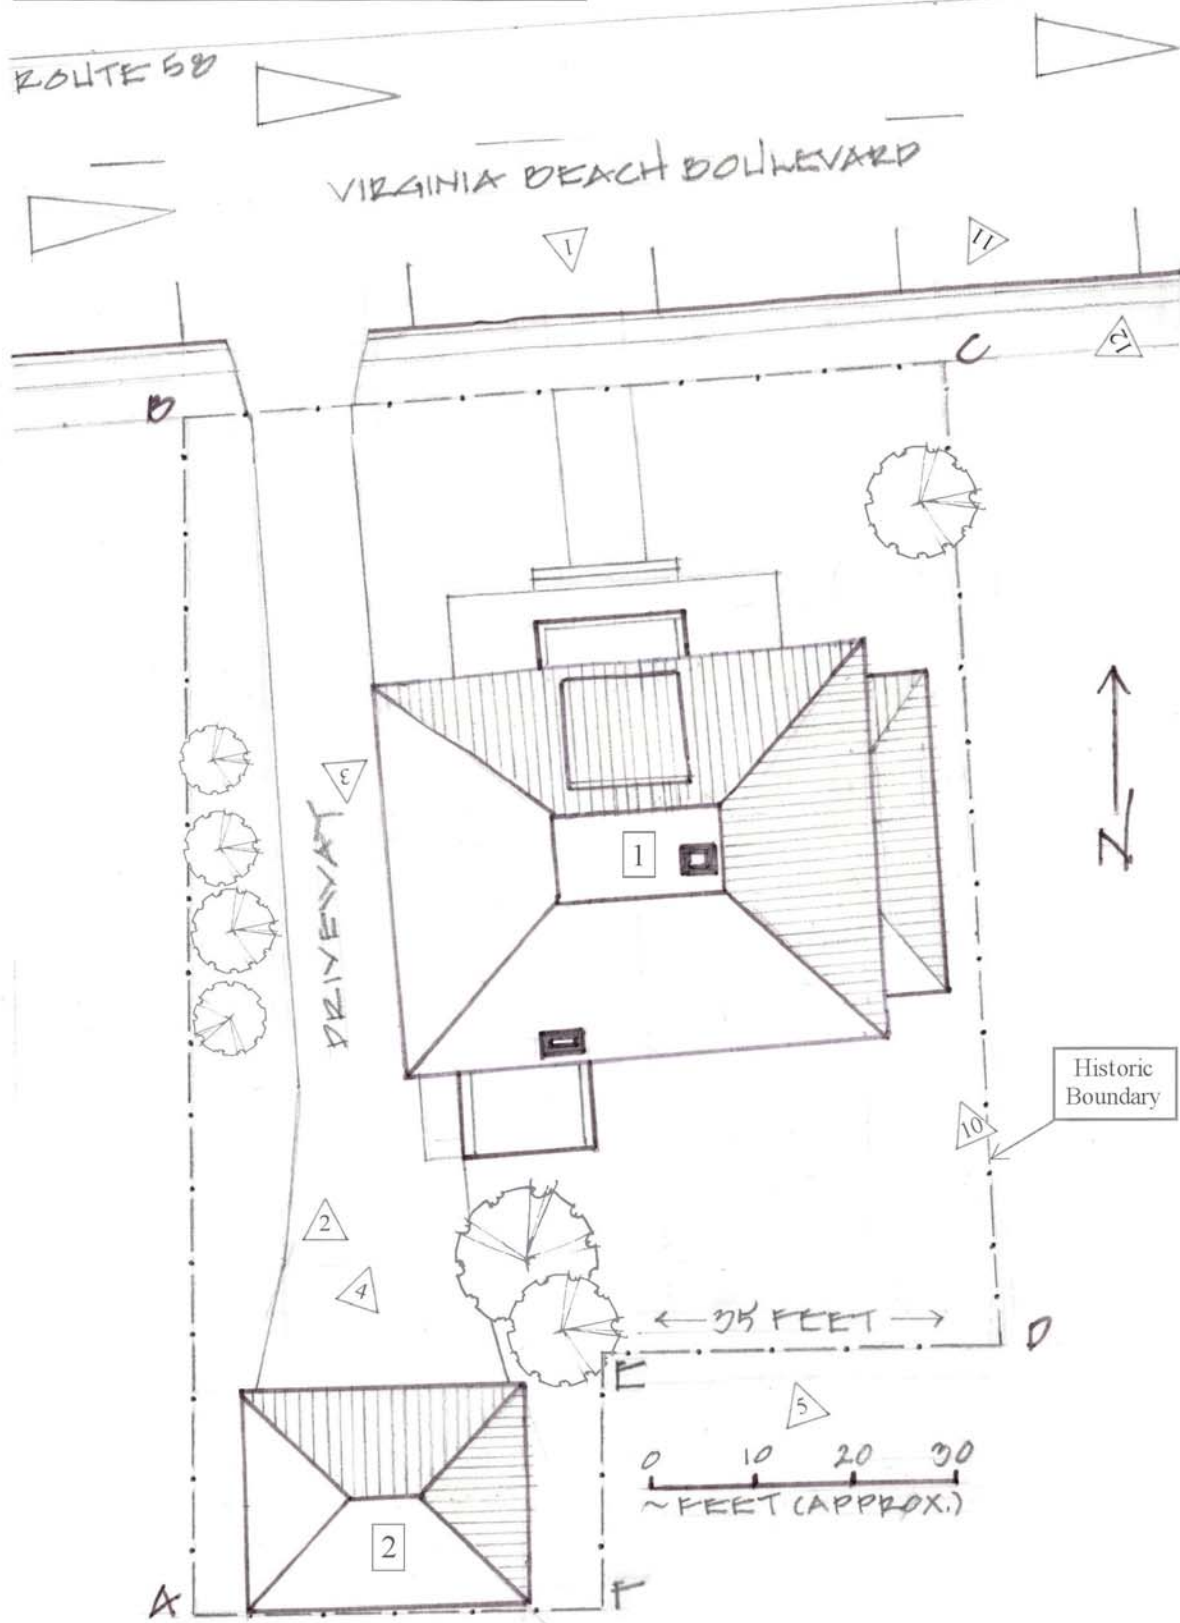 ROUTE 58
VIRGINIA BEACH BOULEVARD
1
11
12
B
C
3
DRIVEWAY
1
N
Historic
Boundary
10
2
4
35 FEET
D
E
5
0 10 20 30
~ FEET (APPROX.)
2
A
F